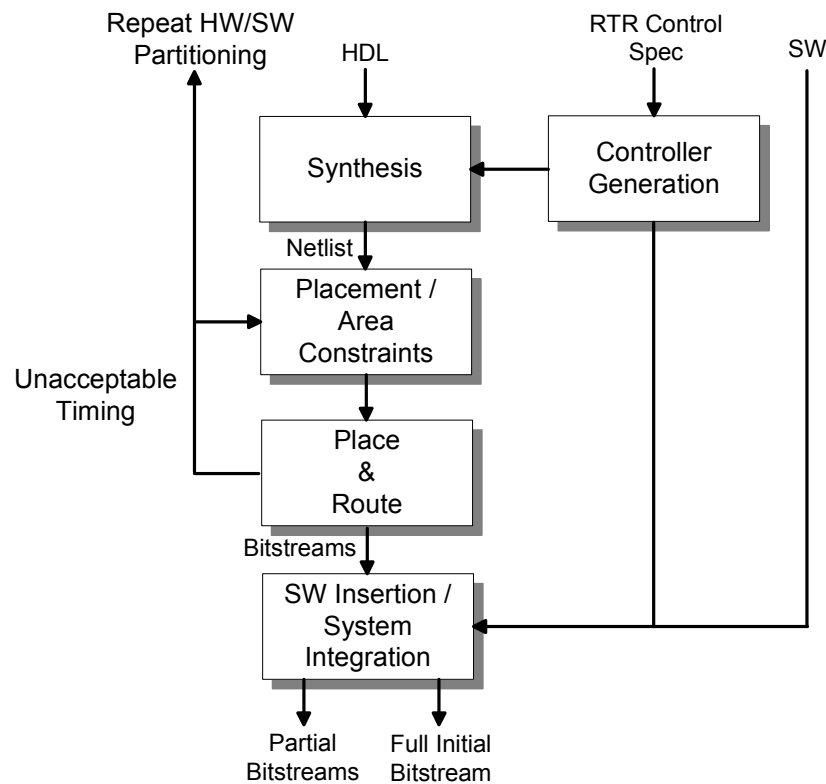 Repeat HW/SW
Partitioning
HDL
RTR Control
Spec
SW
Synthesis
Controller
Generation
Netlist
Placement /
Area
Constraints
Unacceptable
Timing
Place
&
Route
Bitstreams
SW Insertion /
System
Integration
Partial
Bitstreams
Full Initial
Bitstream